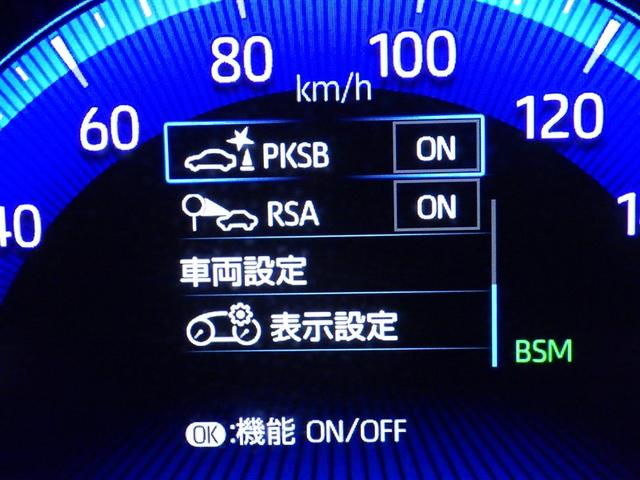 80 100
km/h
60 120
40
PKSB ON
RSA ON
車両設定
表示設定
BSM
OK:機能 ON/OFF